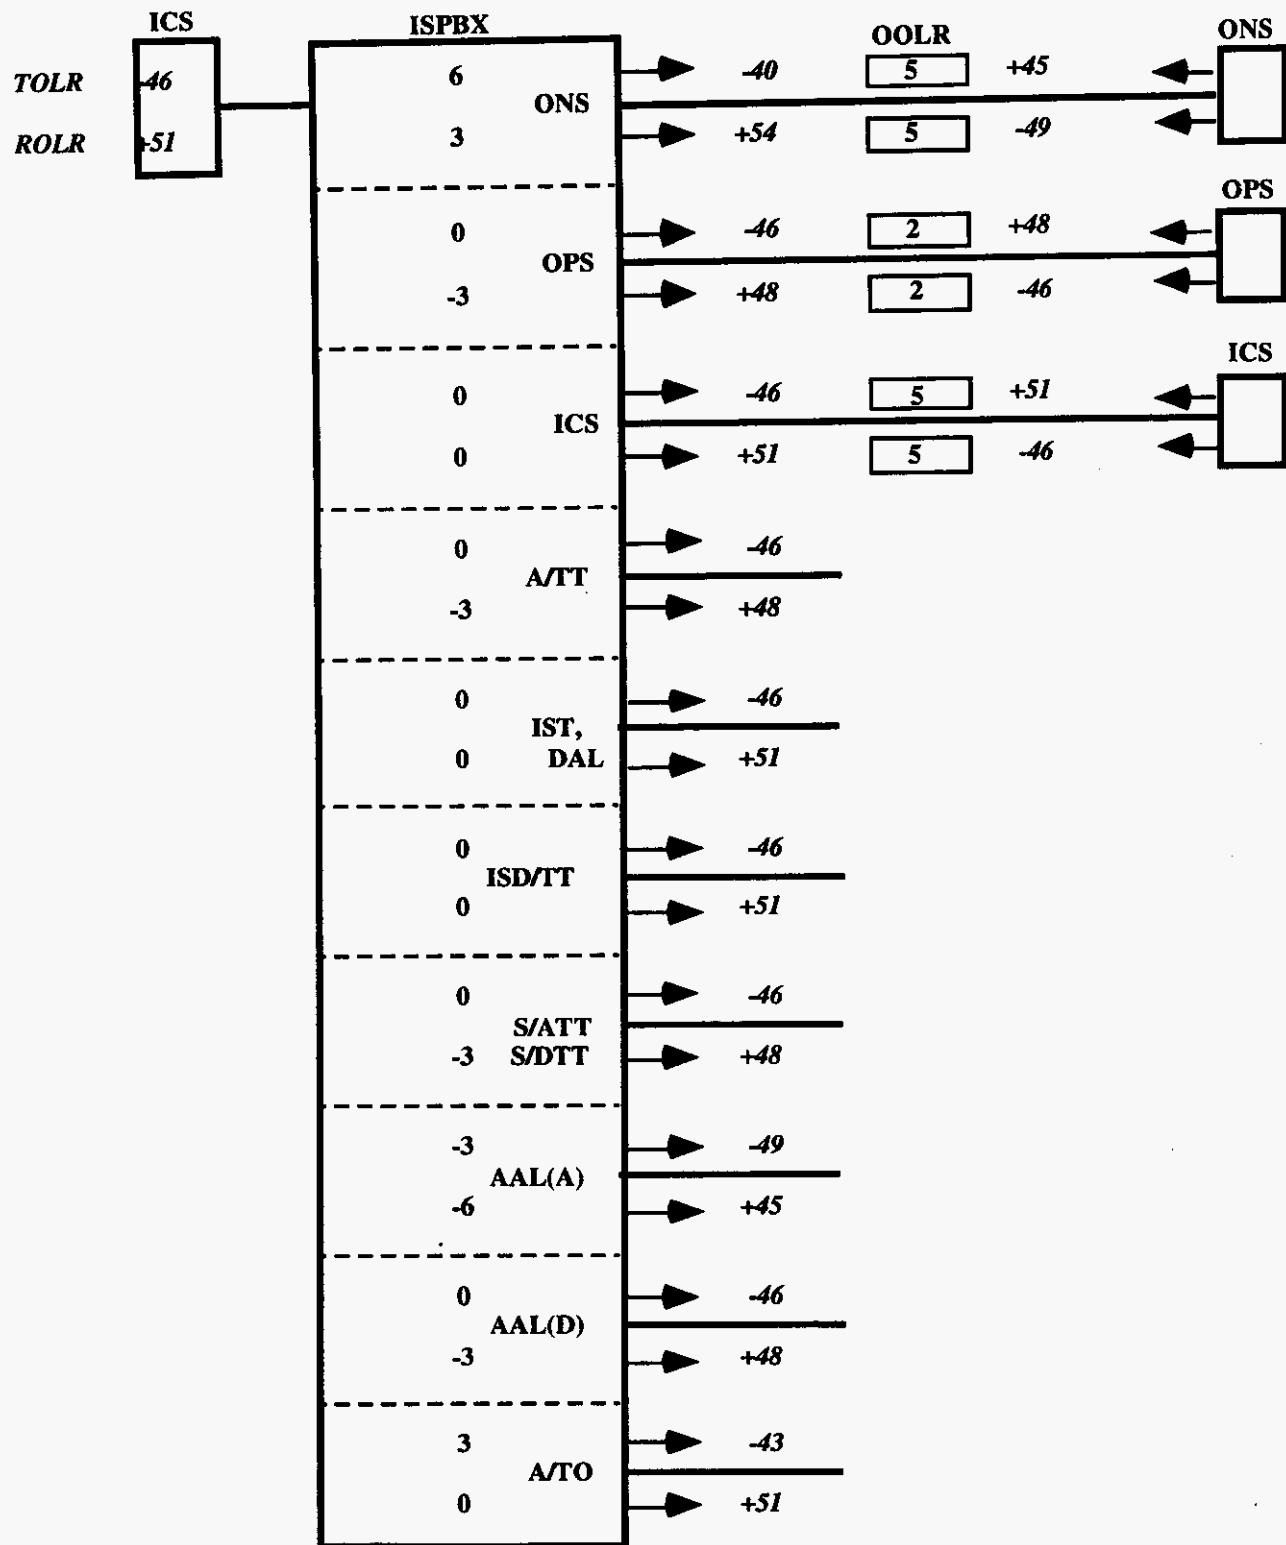 ICS ISPBX OOLR ONS
TOLR -46 6 -40 5 +45
ONS
ROLR +51 3 +54 5 -49
OPS
0 -46 2 +48
OPS
-3 +48 2 -46
ICS
0 -46 5 +51
ICS
0 +51 5 -46
0 -46
A/TT
-3 +48
0 -46
IST,
0 DAL +51
0 -46
ISD/TT
0 +51
0 -46
S/ATT
-3 S/DTT +48
-3 -49
AAL(A)
-6 +45
0 -46
AAL(D)
-3 +48
3 -43
A/TO
0 +51